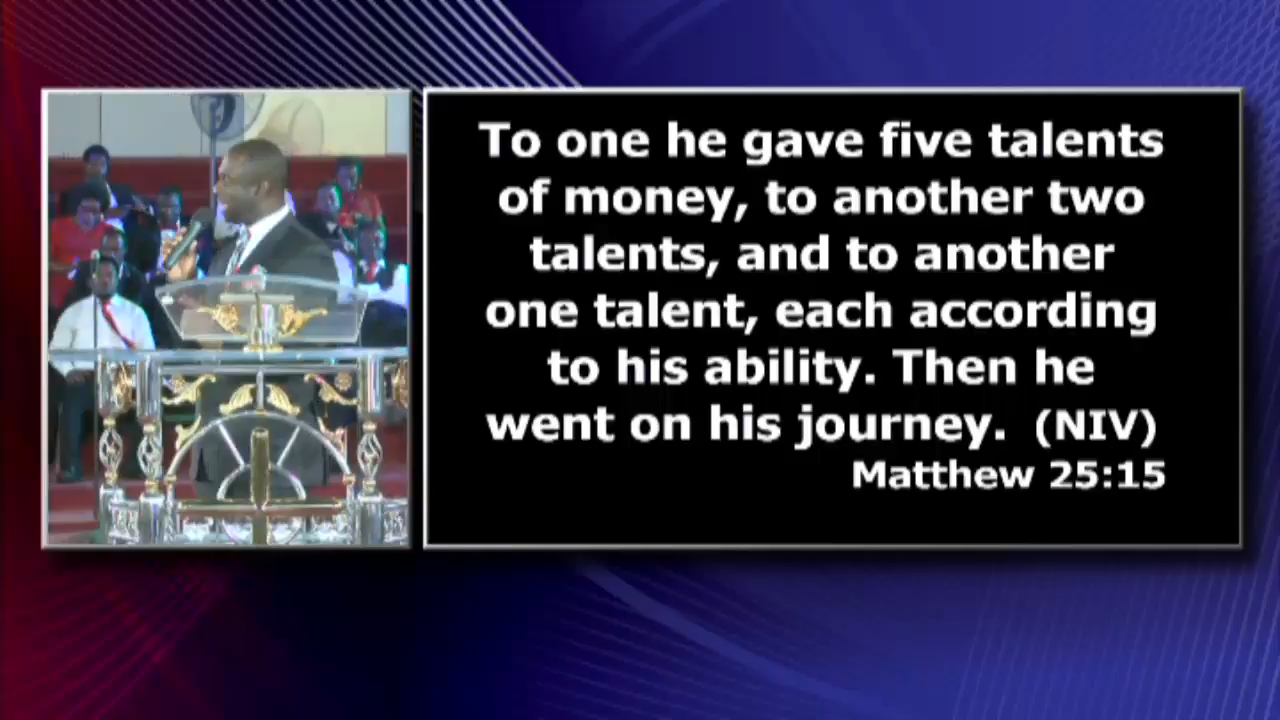 To one he gave five talents
of money, to another two
talents, and to another
one talent, each according
to his ability. Then he
went on his journey. (NIV)
Matthew 25:15